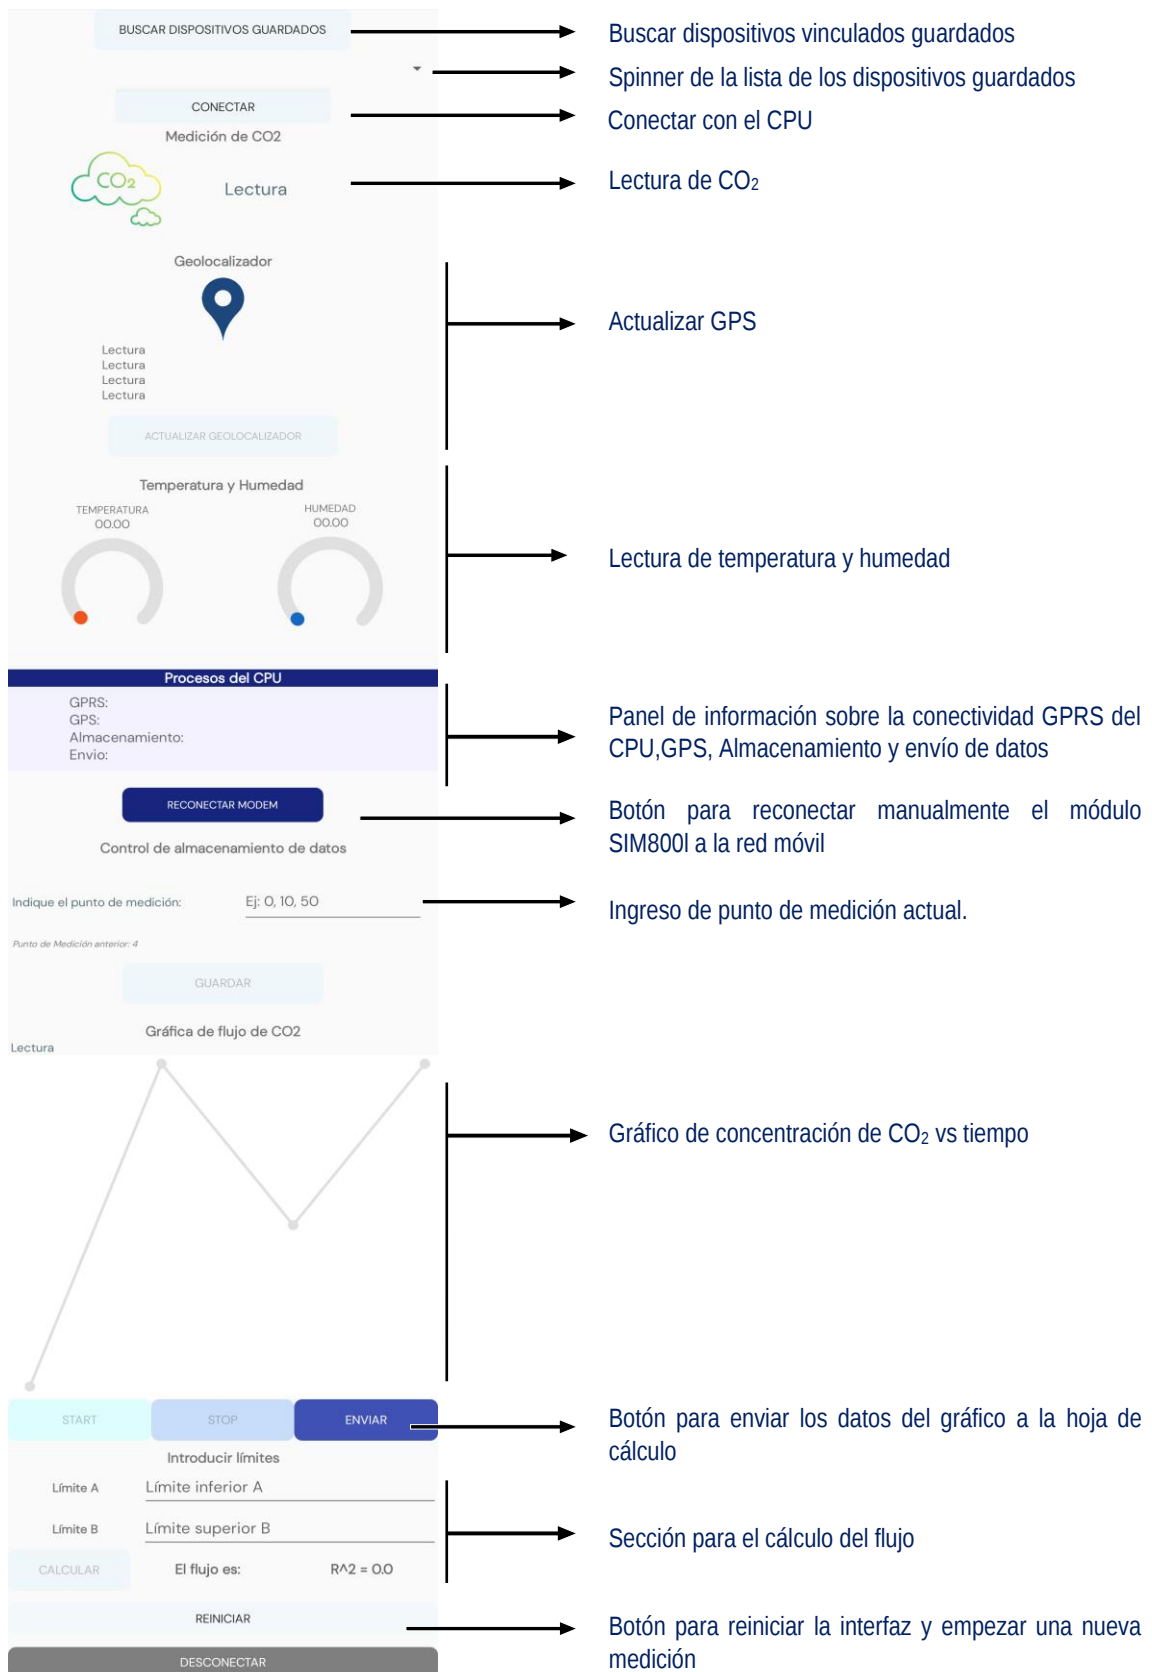 BUSCAR DISPOSITIVOS GUARDADOS
Buscar dispositivos vinculados guardados
Spinner de la lista de los dispositivos guardados
CONECTAR
Conectar con el CPU
Medición de CO2
CO2
Lectura
Lectura de CO2
Geolocalizador
Actualizar GPS
Lectura
Lectura
Lectura
Lectura
ACTUALIZAR GEOLOCALIZADOR
Temperatura y Humedad
TEMPERATURA
00.00
HUMEDAD
00.00
Lectura de temperatura y humedad
Procesos del CPU
GPRS:
GPS:
Almacenamiento:
Envio:
Panel de información sobre la conectividad GPRS del
CPU,GPS, Almacenamiento y envío de datos
RECONECTAR MODEM
Botón para reconectar manualmente el módulo
SIM800l a la red móvil
Control de almacenamiento de datos
Indique el punto de medición:
Ej: 0, 10, 50
Ingreso de punto de medición actual.
Punto de Medición anterior: 4
GUARDAR
Gráfica de flujo de CO2
Lectura
Gráfico de concentración de CO2 vs tiempo
START
STOP
ENVIAR
Botón para enviar los datos del gráfico a la hoja de
cálculo
Introducir límites
Límite A
Límite inferior A
Límite B
Límite superior B
Sección para el cálculo del flujo
CALCULAR
El flujo es:
R^2 = 0.0
REINICIAR
Botón para reiniciar la interfaz y empezar una nueva
medición
DESCONECTAR